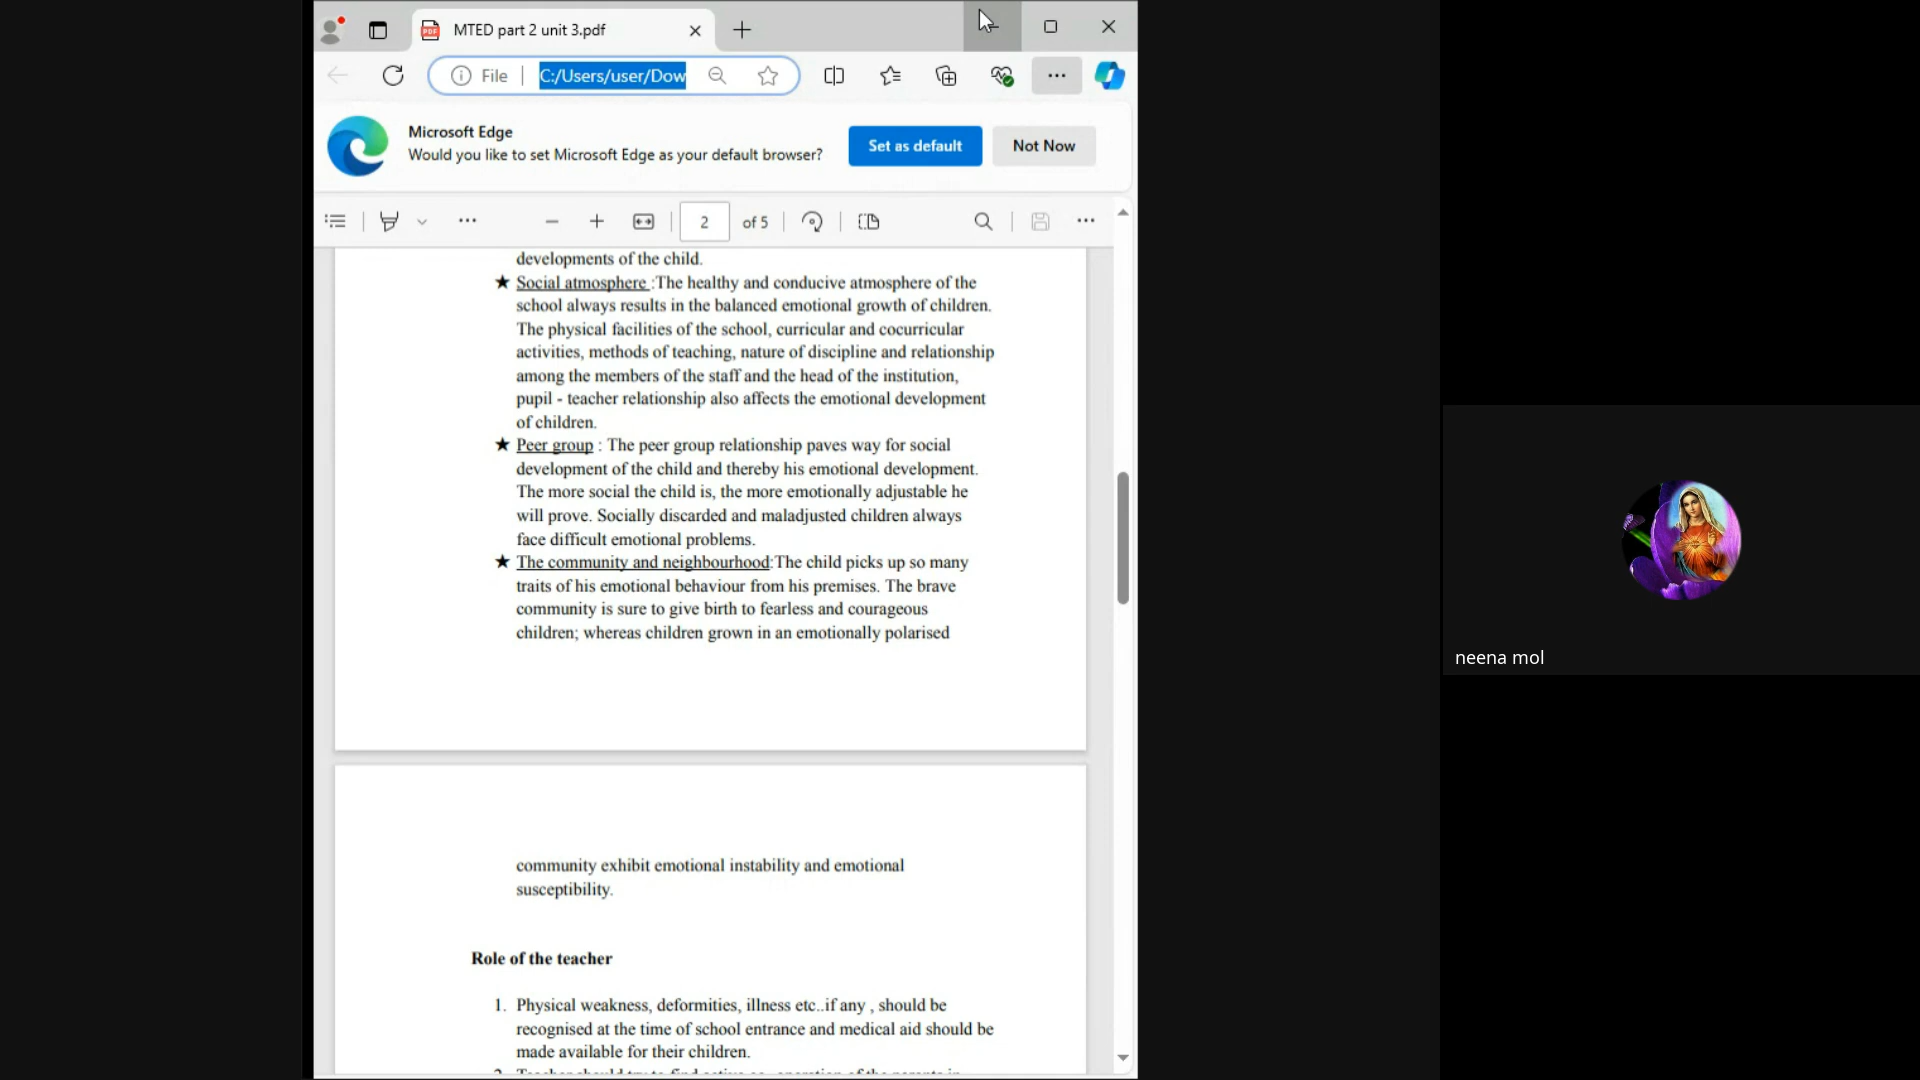 MTED part 2 unit 3.pdf
File
C:/Users/user/Dow
Microsoft Edge
Would you like to set Microsoft Edge as your default browser?
Set as default
Not Now
2 of 5
developments of the child.
★ Social atmosphere :The healthy and conducive atmosphere of the
school always results in the balanced emotional growth of children.
The physical facilities of the school, curricular and cocurricular
activities, methods of teaching, nature of discipline and relationship
among the members of the staff and the head of the institution,
pupil - teacher relationship also affects the emotional development
of children.
★ Peer group : The peer group relationship paves way for social
development of the child and thereby his emotional development.
The more social the child is, the more emotionally adjustable he
will prove. Socially discarded and maladjusted children always
face difficult emotional problems.
★ The community and neighbourhood:The child picks up so many
traits of his emotional behaviour from his premises. The brave
community is sure to give birth to fearless and courageous
children; whereas children grown in an emotionally polarised
community exhibit emotional instability and emotional
susceptibility.
Role of the teacher
1. Physical weakness, deformities, illness etc..if any , should be
recognised at the time of school entrance and medical aid should be
made available for their children.
neena mol